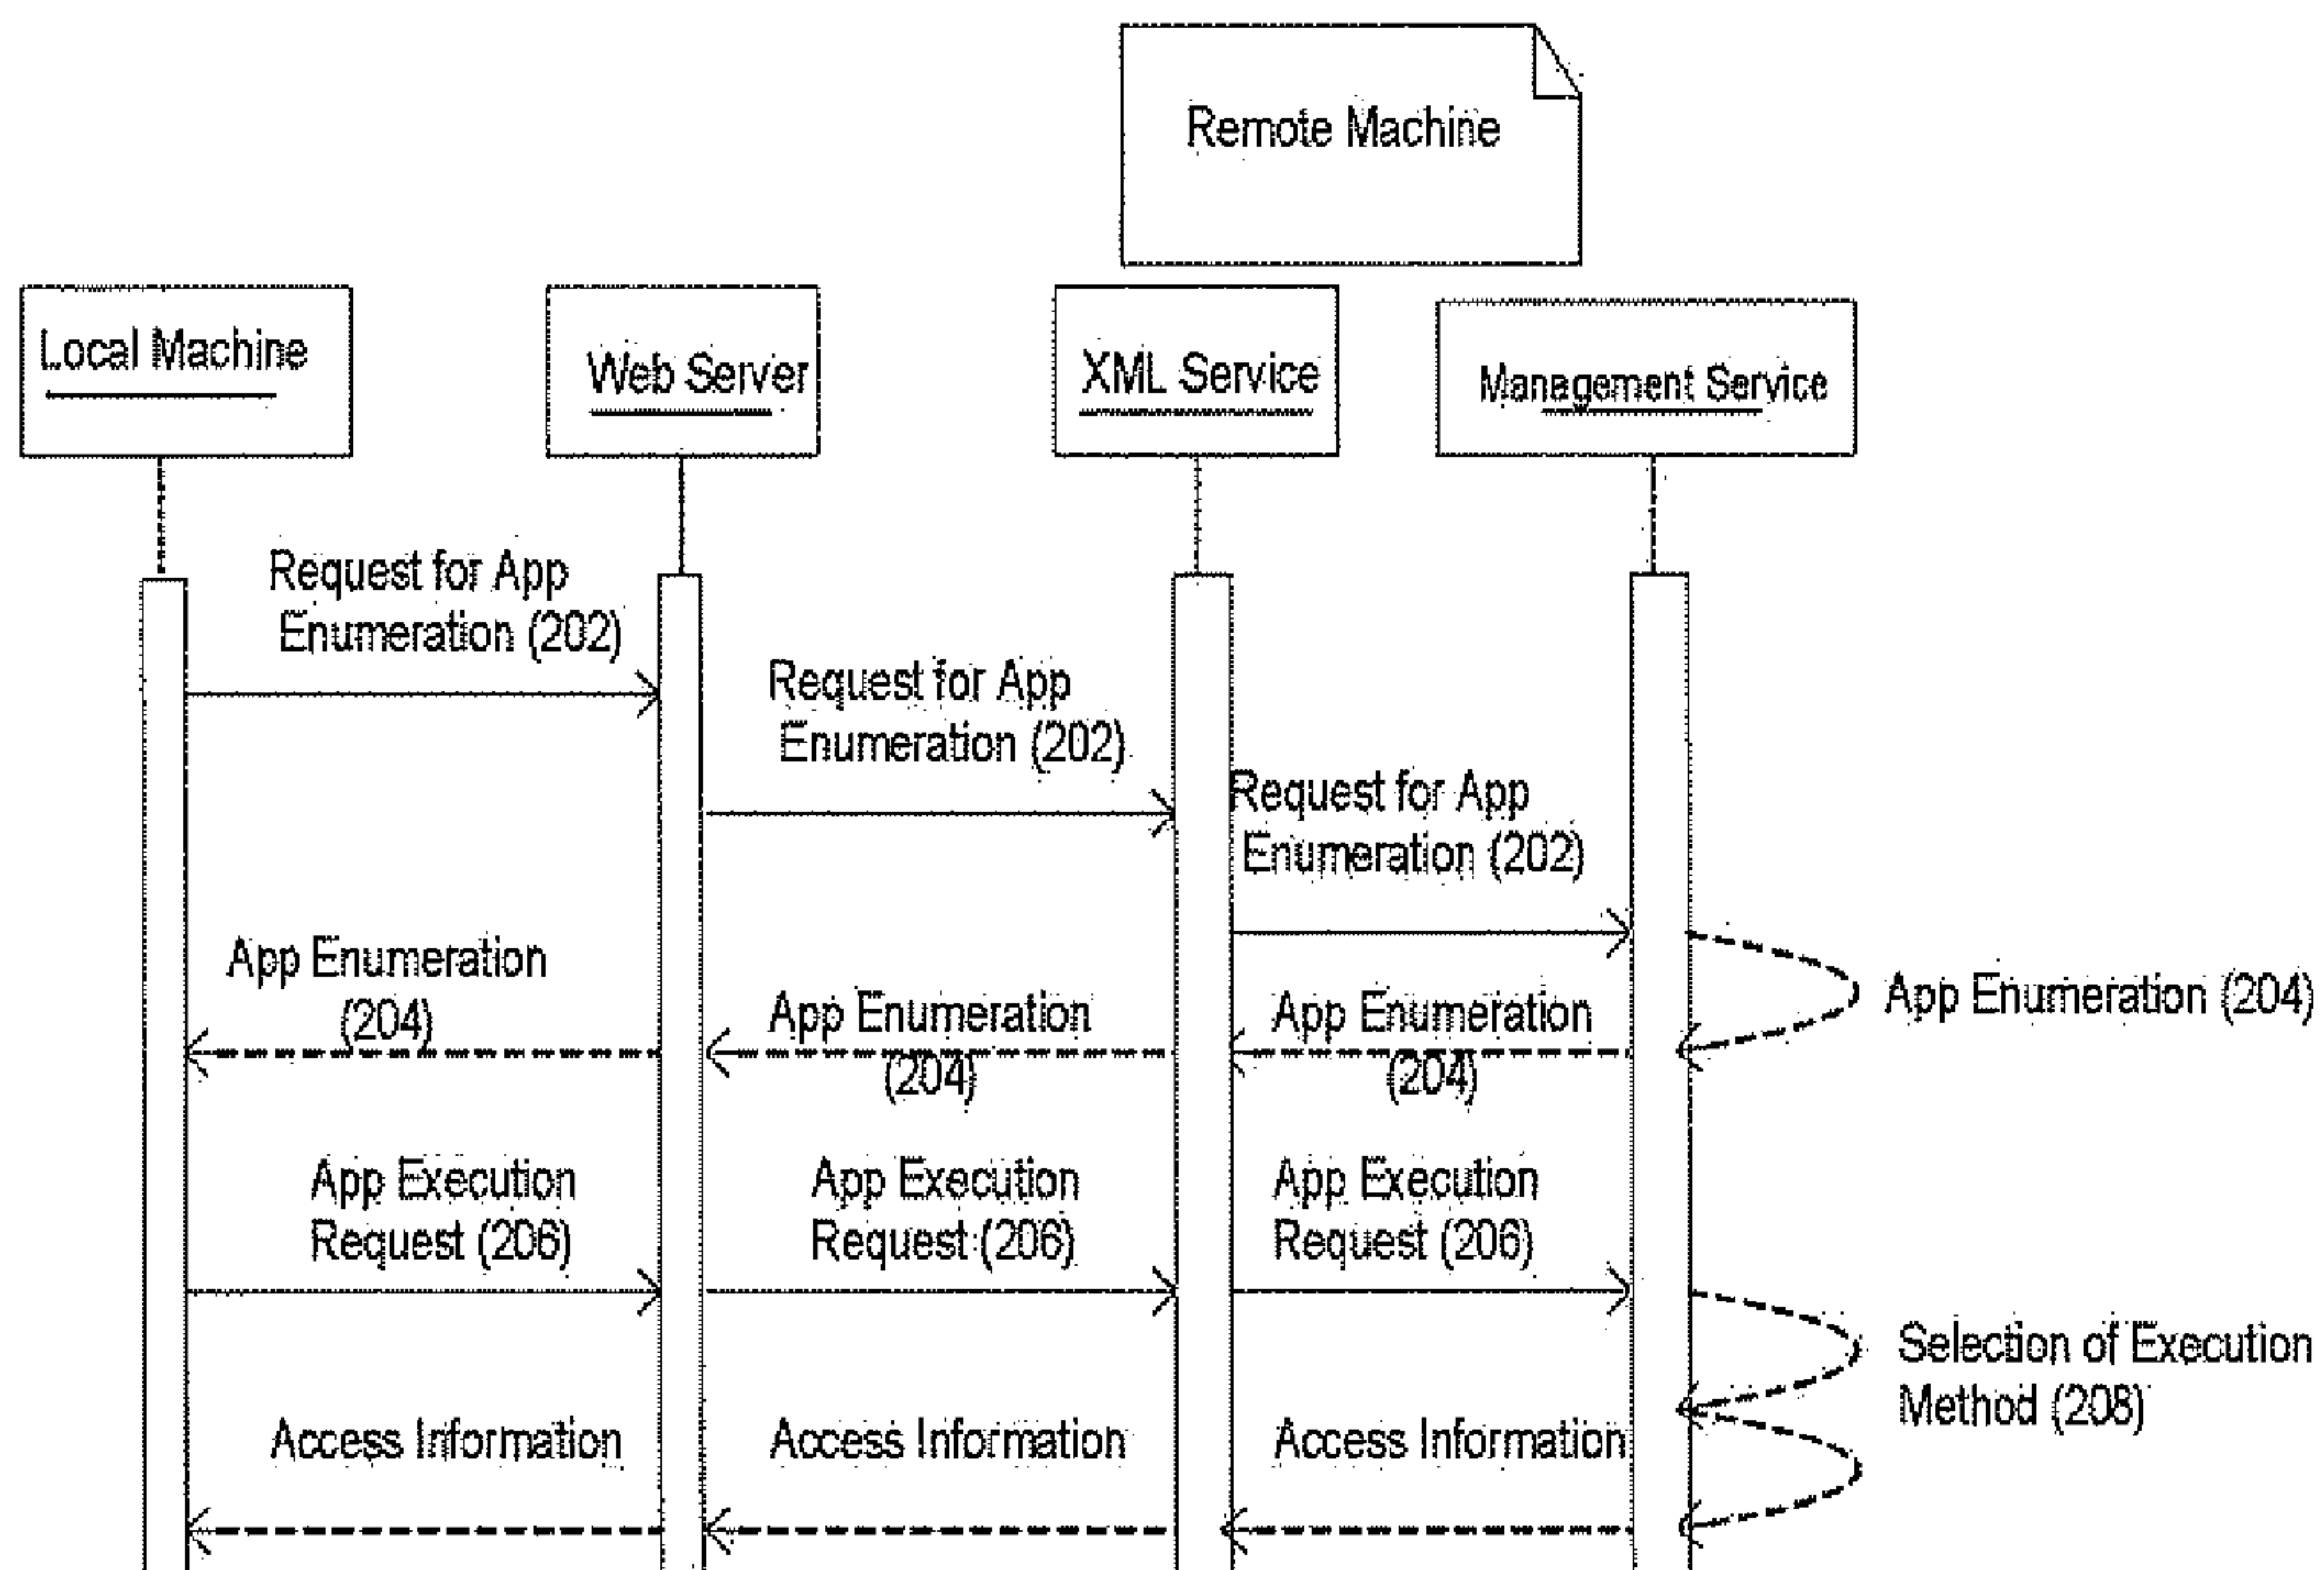 Remote Machine
Local Machine
Web Server
XML Service
Management Service
Request for App
Enumeration (202)
Request for App
Enumeration (202)
Request for App
Enumeration (202)
App Enumeration
(204)
App Enumeration
(204)
App Enumeration
(204)
App Enumeration (204)
App Execution
Request (206)
App Execution
Request (206)
App Execution
Request (206)
Selection of Execution
Method (208)
Access Information
Access Information
Access Information